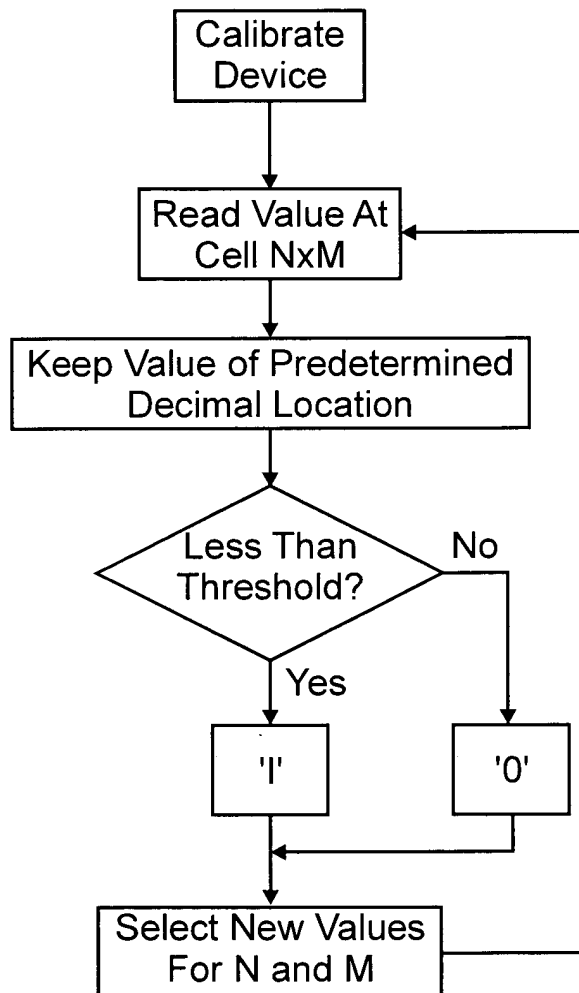 Calibrate
Device
Read Value At
Cell NxM
Keep Value of Predetermined
Decimal Location
Less Than
Threshold?
No
Yes
'I'
'0'
Select New Values
For N and M